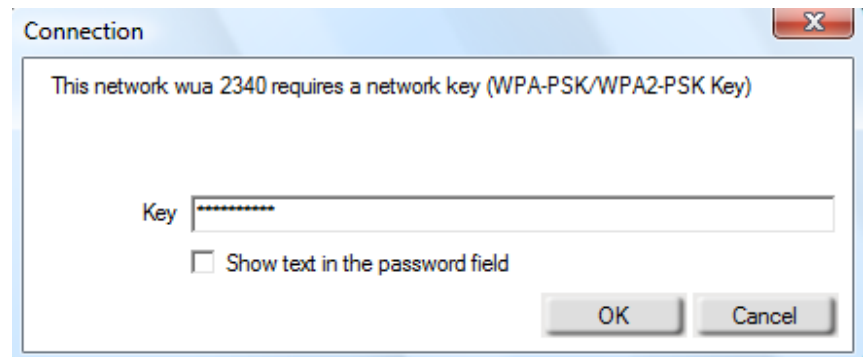 Connection
This network wua 2340 requires a network key (WPA-PSK/WPA2-PSK Key)
Key **********
Show text in the password field
OK Cancel